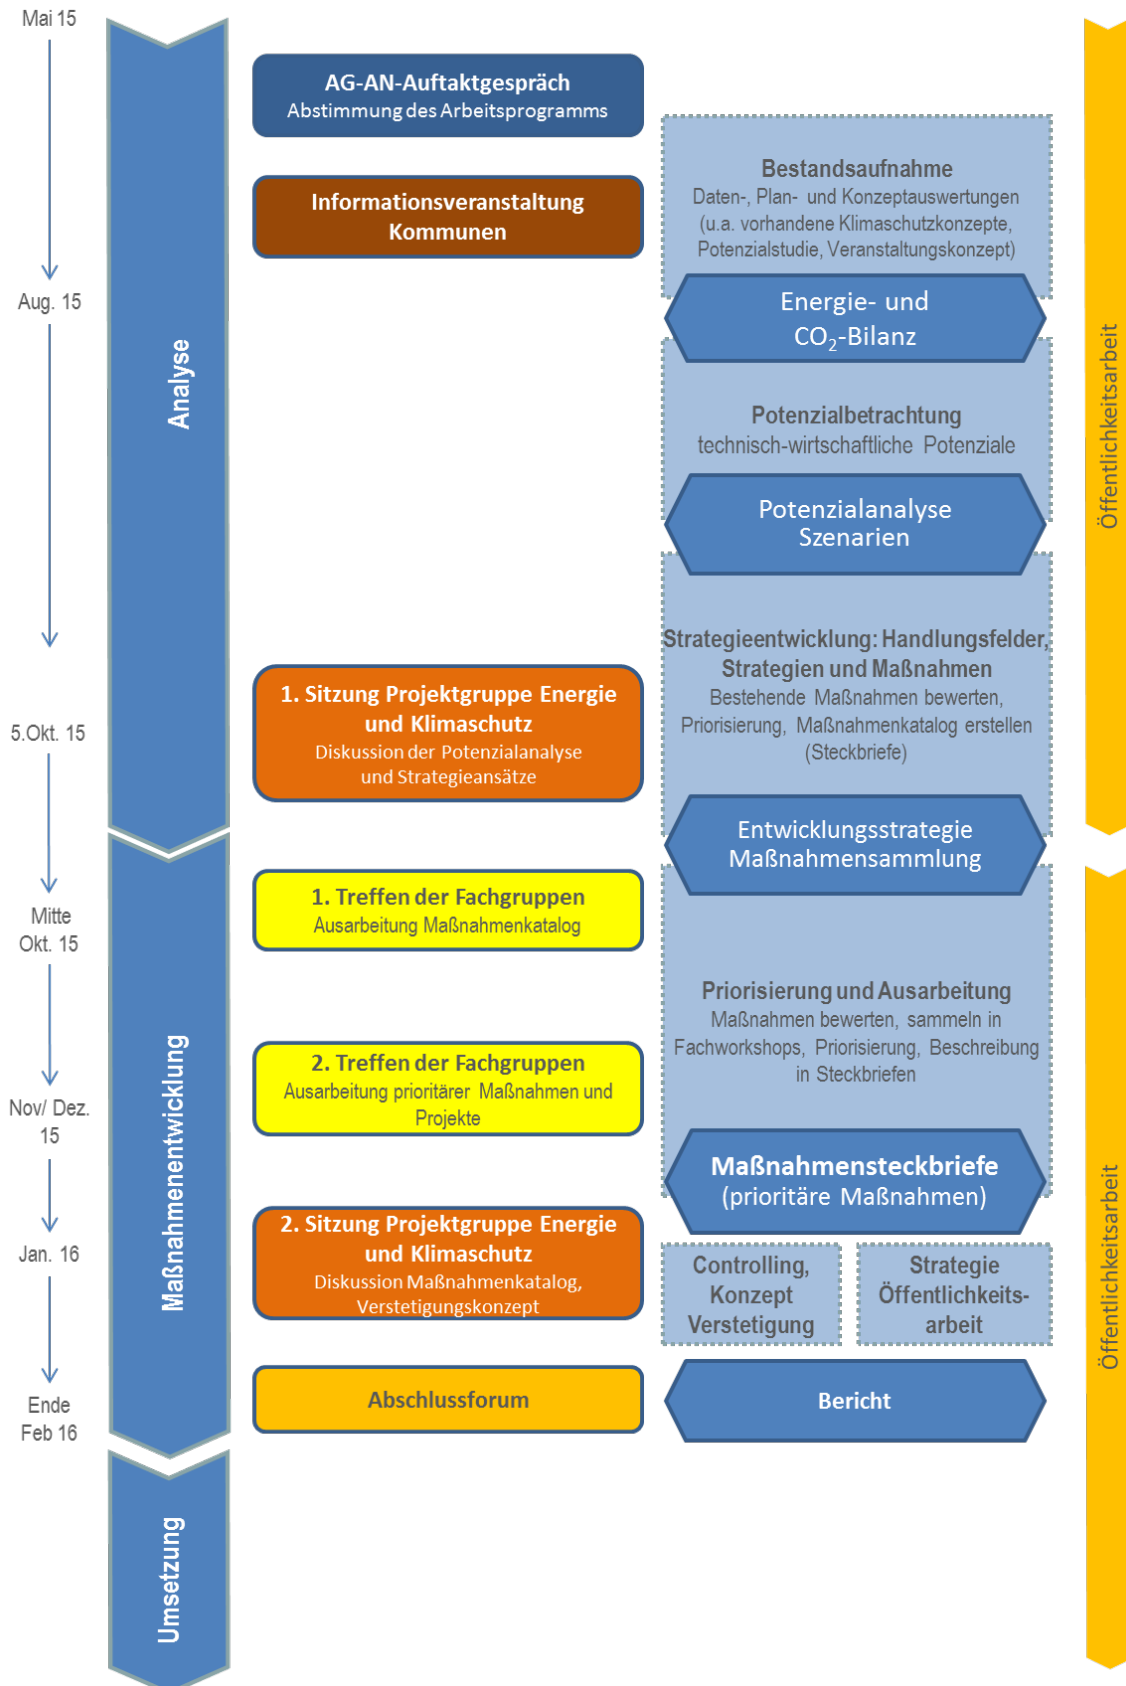 Mai 15
Aug. 15
5.Okt. 15
Mitte
Okt. 15
Nov/ Dez.
15
Jan. 16
Ende
Feb 16
Analyse
Maßnahmenentwicklung
Umsetzung
AG-AN-Auftaktgespräch
Abstimmung des Arbeitsprogramms
Informationsveranstaltung
Kommunen
1. Sitzung Projektgruppe Energie
und Klimaschutz
Diskussion der Potenzialanalyse
und Strategieansätze
1. Treffen der Fachgruppen
Ausarbeitung Maßnahmenkatalog
2. Treffen der Fachgruppen
Ausarbeitung prioritärer Maßnahmen und
Projekte
2. Sitzung Projektgruppe Energie
und Klimaschutz
Diskussion Maßnahmenkatalog,
Verstetigungskonzept
Abschlussforum
Bestandsaufnahme
Daten-, Plan- und Konzeptauswertungen
(u.a. vorhandene Klimaschutzkonzepte,
Potenzialstudie, Veranstaltungskonzept)
Energie- und
CO₂-Bilanz
Potenzialbetrachtung
technisch-wirtschaftliche Potenziale
Potenzialanalyse
Szenarien
Strategieentwicklung: Handlungsfelder,
Strategien und Maßnahmen
Bestehende Maßnahmen bewerten,
Priorisierung, Maßnahmenkatalog erstellen
(Steckbriefe)
Entwicklungsstrategie
Maßnahmensammlung
Priorisierung und Ausarbeitung
Maßnahmen bewerten, sammeln in
Fachworkshops, Priorisierung, Beschreibung
in Steckbriefen
Maßnahmensteckbriefe
(prioritäre Maßnahmen)
Controlling,
Konzept
Verstetigung
Strategie
Öffentlichkeits-
arbeit
Bericht
Öffentlichkeitsarbeit
Öffentlichkeitsarbeit